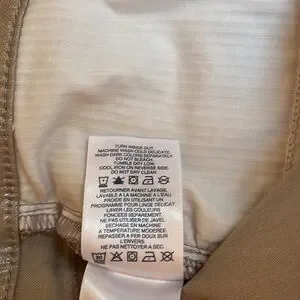 TURN INSIDE OUT
MACHINE WASH COLD DELICATE.
WASH DARK COLORS SEPARATELY.
DO NOT BLEACH.
TUMBLE DRY LOW.
COOL IRON ON REVERSE SIDE.
DO NOT DRY CLEAN.
RETOURNER AVANT LAVAGE.
LAVABLE A LA MACHINE A L'EAU
FROIDE EN UTILISANT UN
PROGRAMME POUR LINGE DELICAT.
LAVER LES COULEURS
FONCÉES SEPAREMENT.
NE PAS UTILISER DE JAVEL.
SECHAGE EN MACHINE
A TEMPERATURE MODEREE.
REPASSER A FER DOUX SUR
L'ENVERS.
NE PAS NETTOYER A SEC.